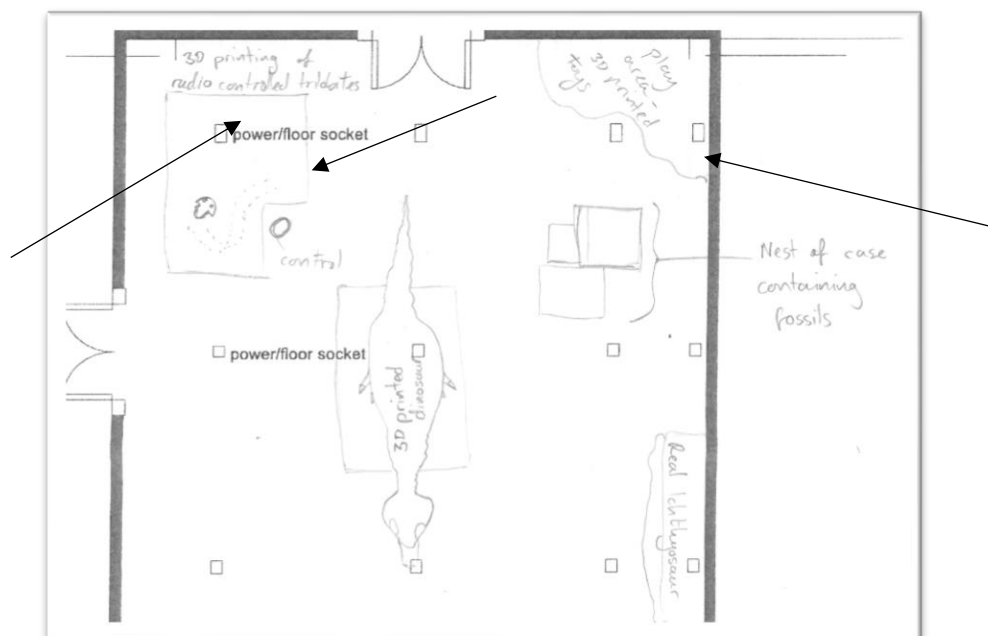 3D printing of
radio controlled trilobites
play
area -
3D printed
toys
power/floor socket
control
Nest of case
containing
fossils
power/floor socket
3D printed
dinosaur
Real Ichthyosaur